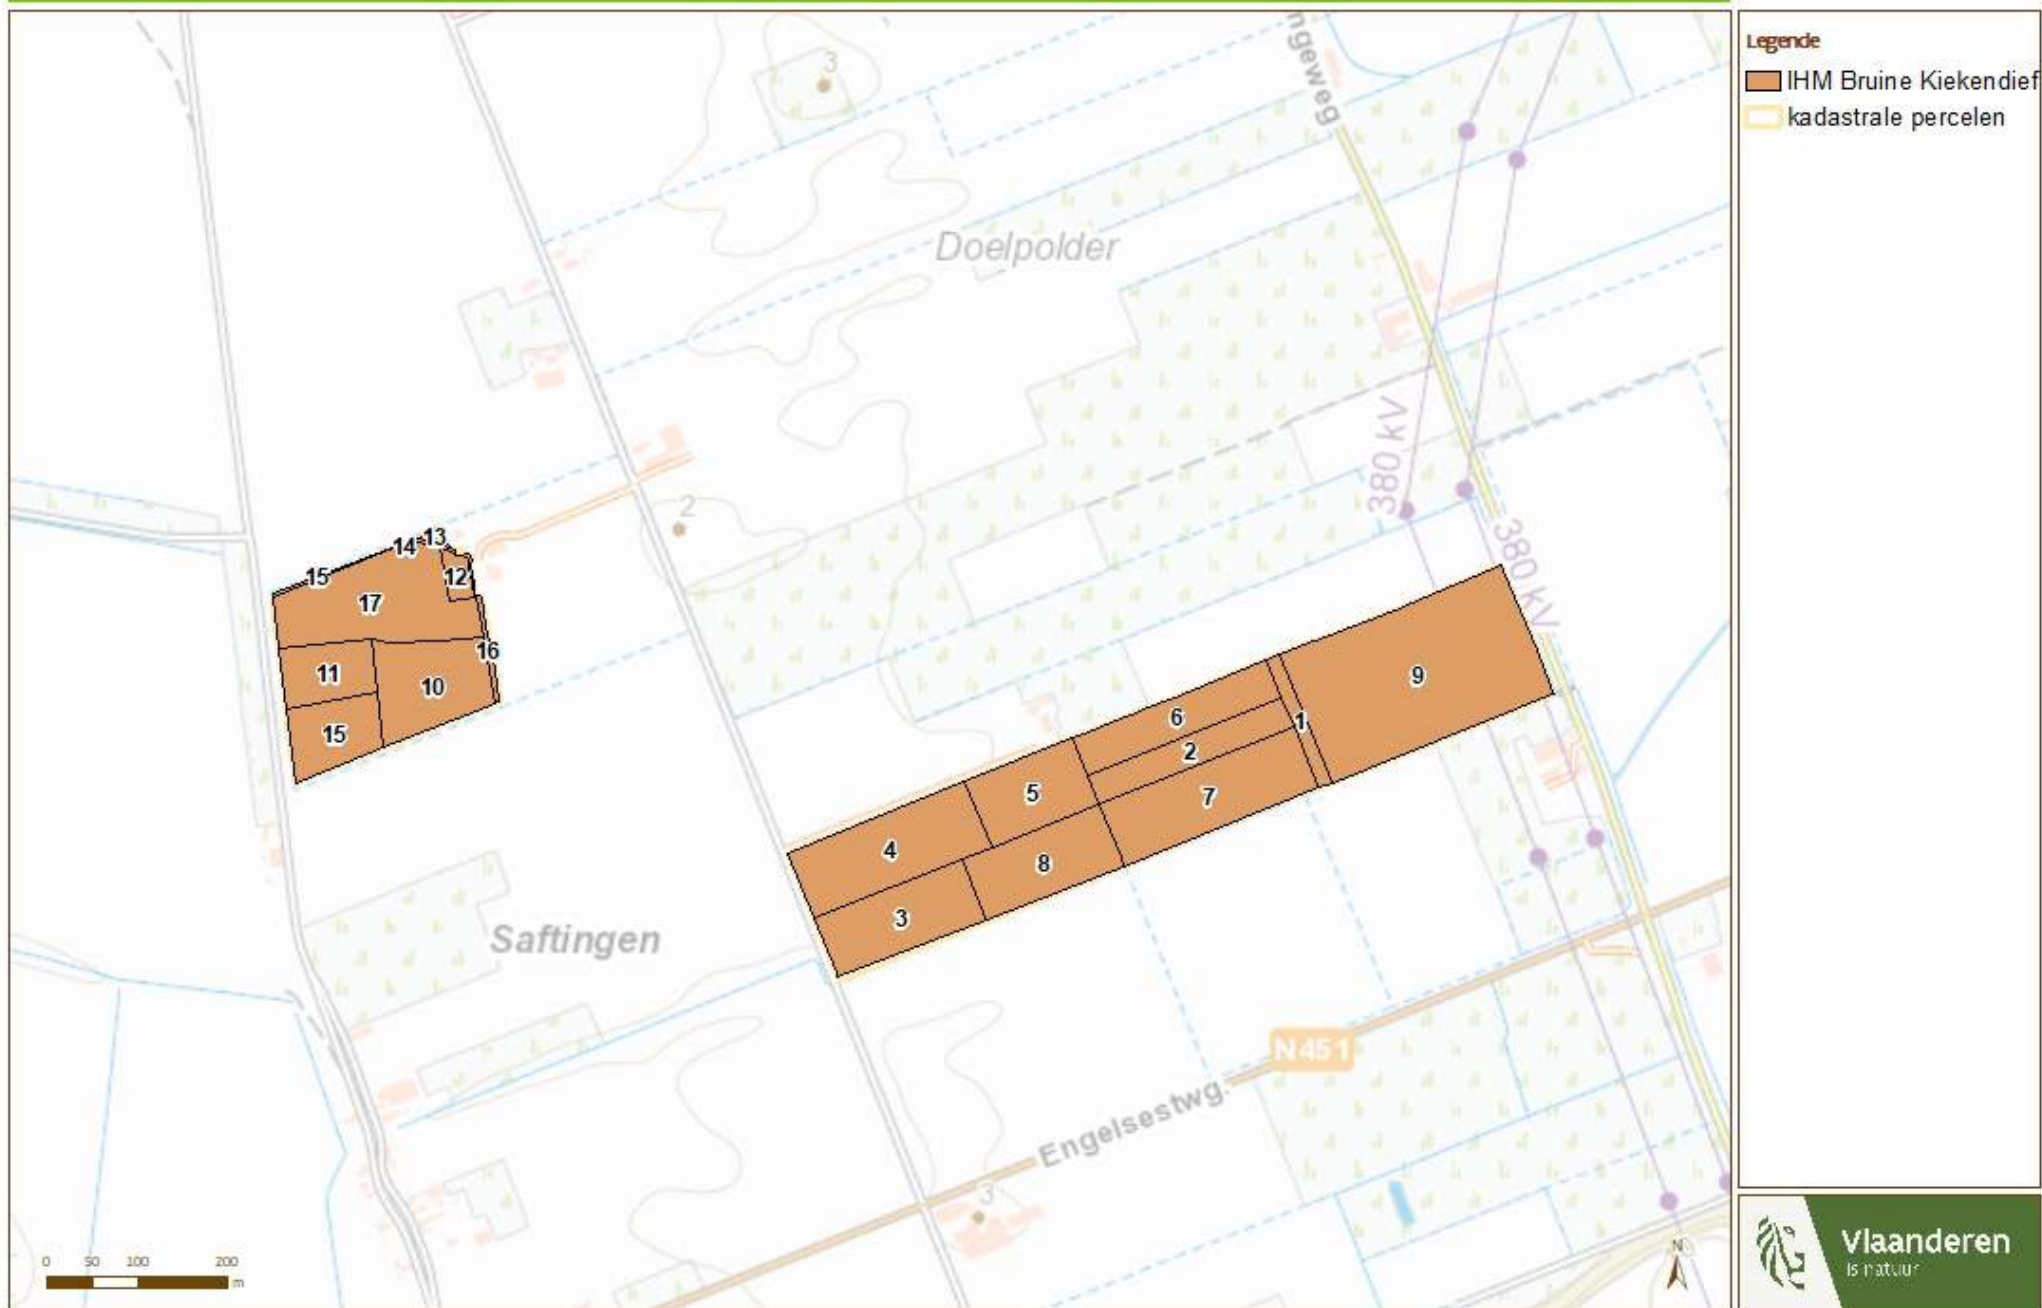 Legende
IHM Bruine Kiekendief
kadastrale percelen
ngeweg
3
Doelpolder
380 kV
2
380 kV
13
14
15
12
17
16
11
10
15
9
6
1
2
5
7
4
8
3
Saftingen
N451
Engelsestwg.
3
0 50 100 200
m
N
Vlaanderen
is natuur